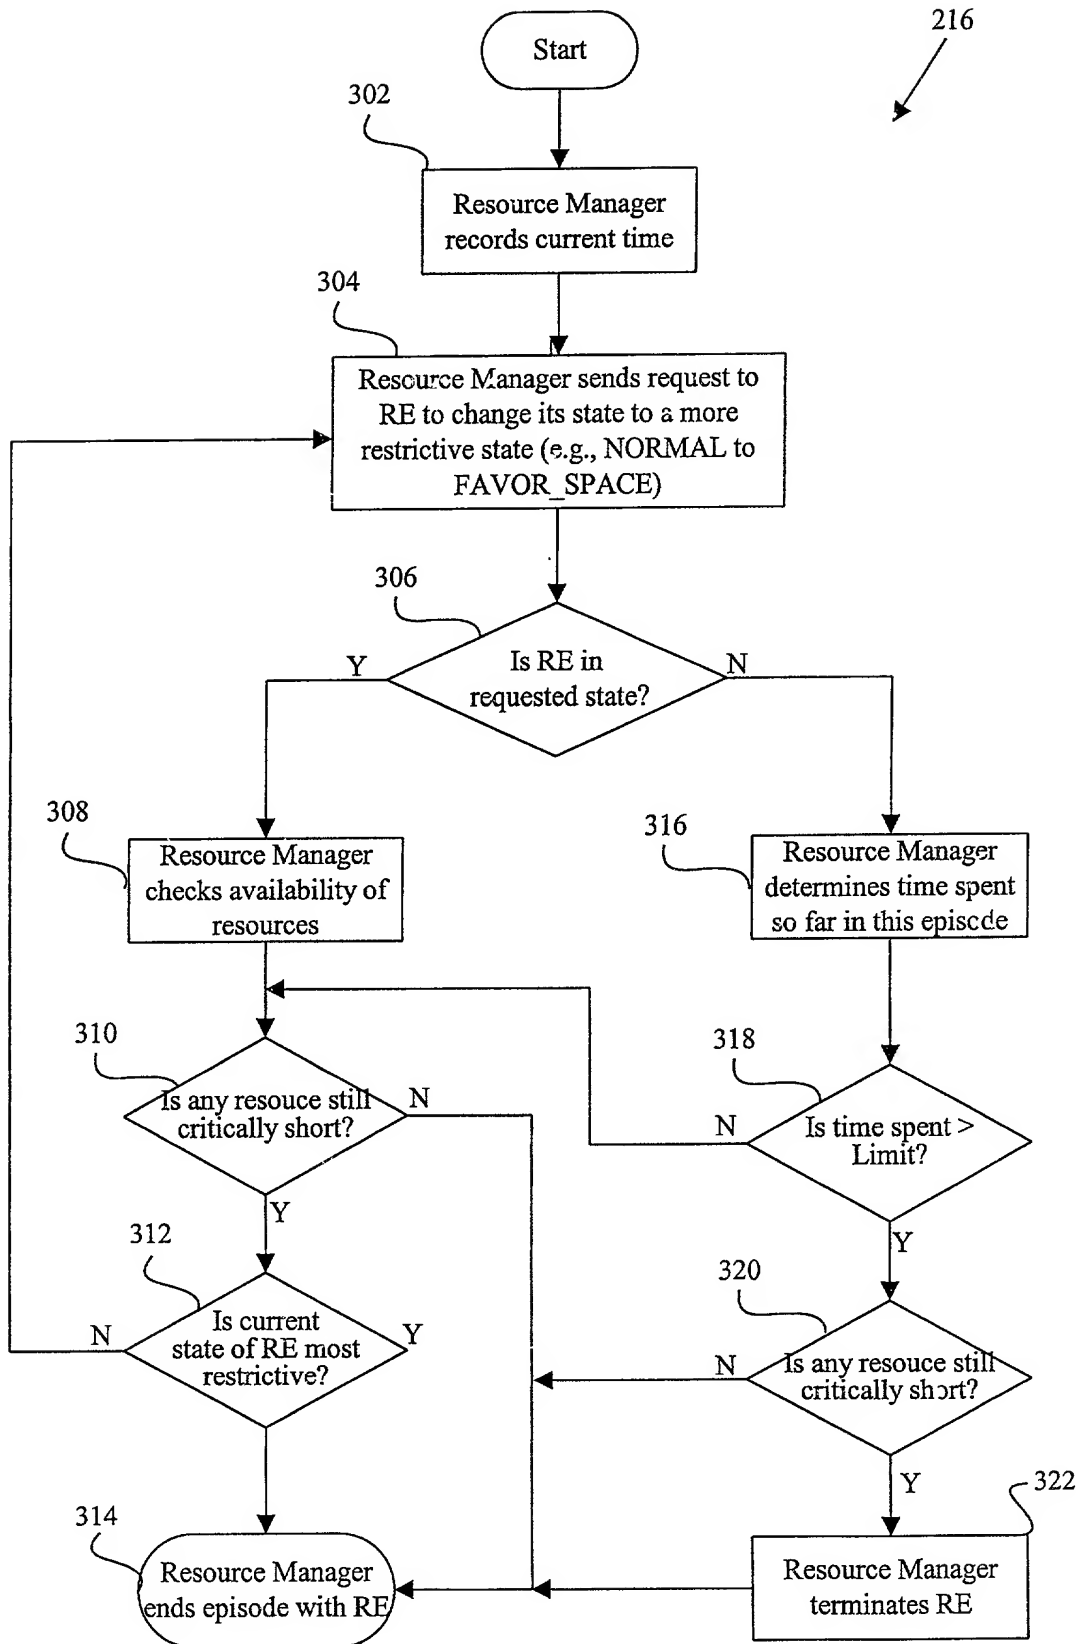 216
Start
302
Resource Manager
records current time
304
Resource Manager sends request to
RE to change its state to a more
restrictive state (e.g., NORMAL to
FAVOR_SPACE)
306
Is RE in
requested state?
Y
N
308
Resource Manager
checks availability of
resources
316
Resource Manager
determines time spent
so far in this episode
310
Is any resouce still
critically short?
N
Y
318
Is time spent >
Limit?
N
Y
312
Is current
state of RE most
restrictive?
N
Y
320
Is any resouce still
critically short?
N
Y
314
Resource Manager
ends episode with RE
322
Resource Manager
terminates RE